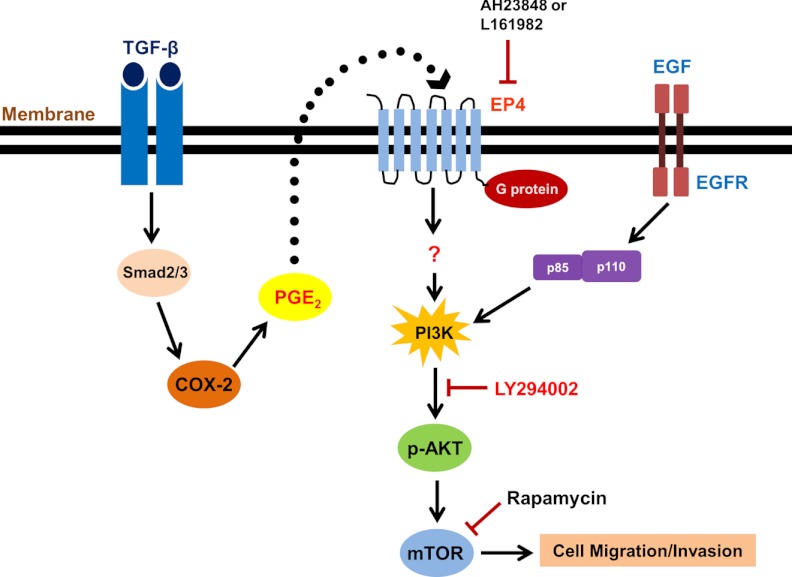 AH23848 or
L161982
TGF-β
EGF
Membrane
EP4
EGFR
G protein
Smad2/3
?
p85
p110
PGE₂
PI3K
COX-2
LY294002
p-AKT
Rapamycin
mTOR
Cell Migration/Invasion